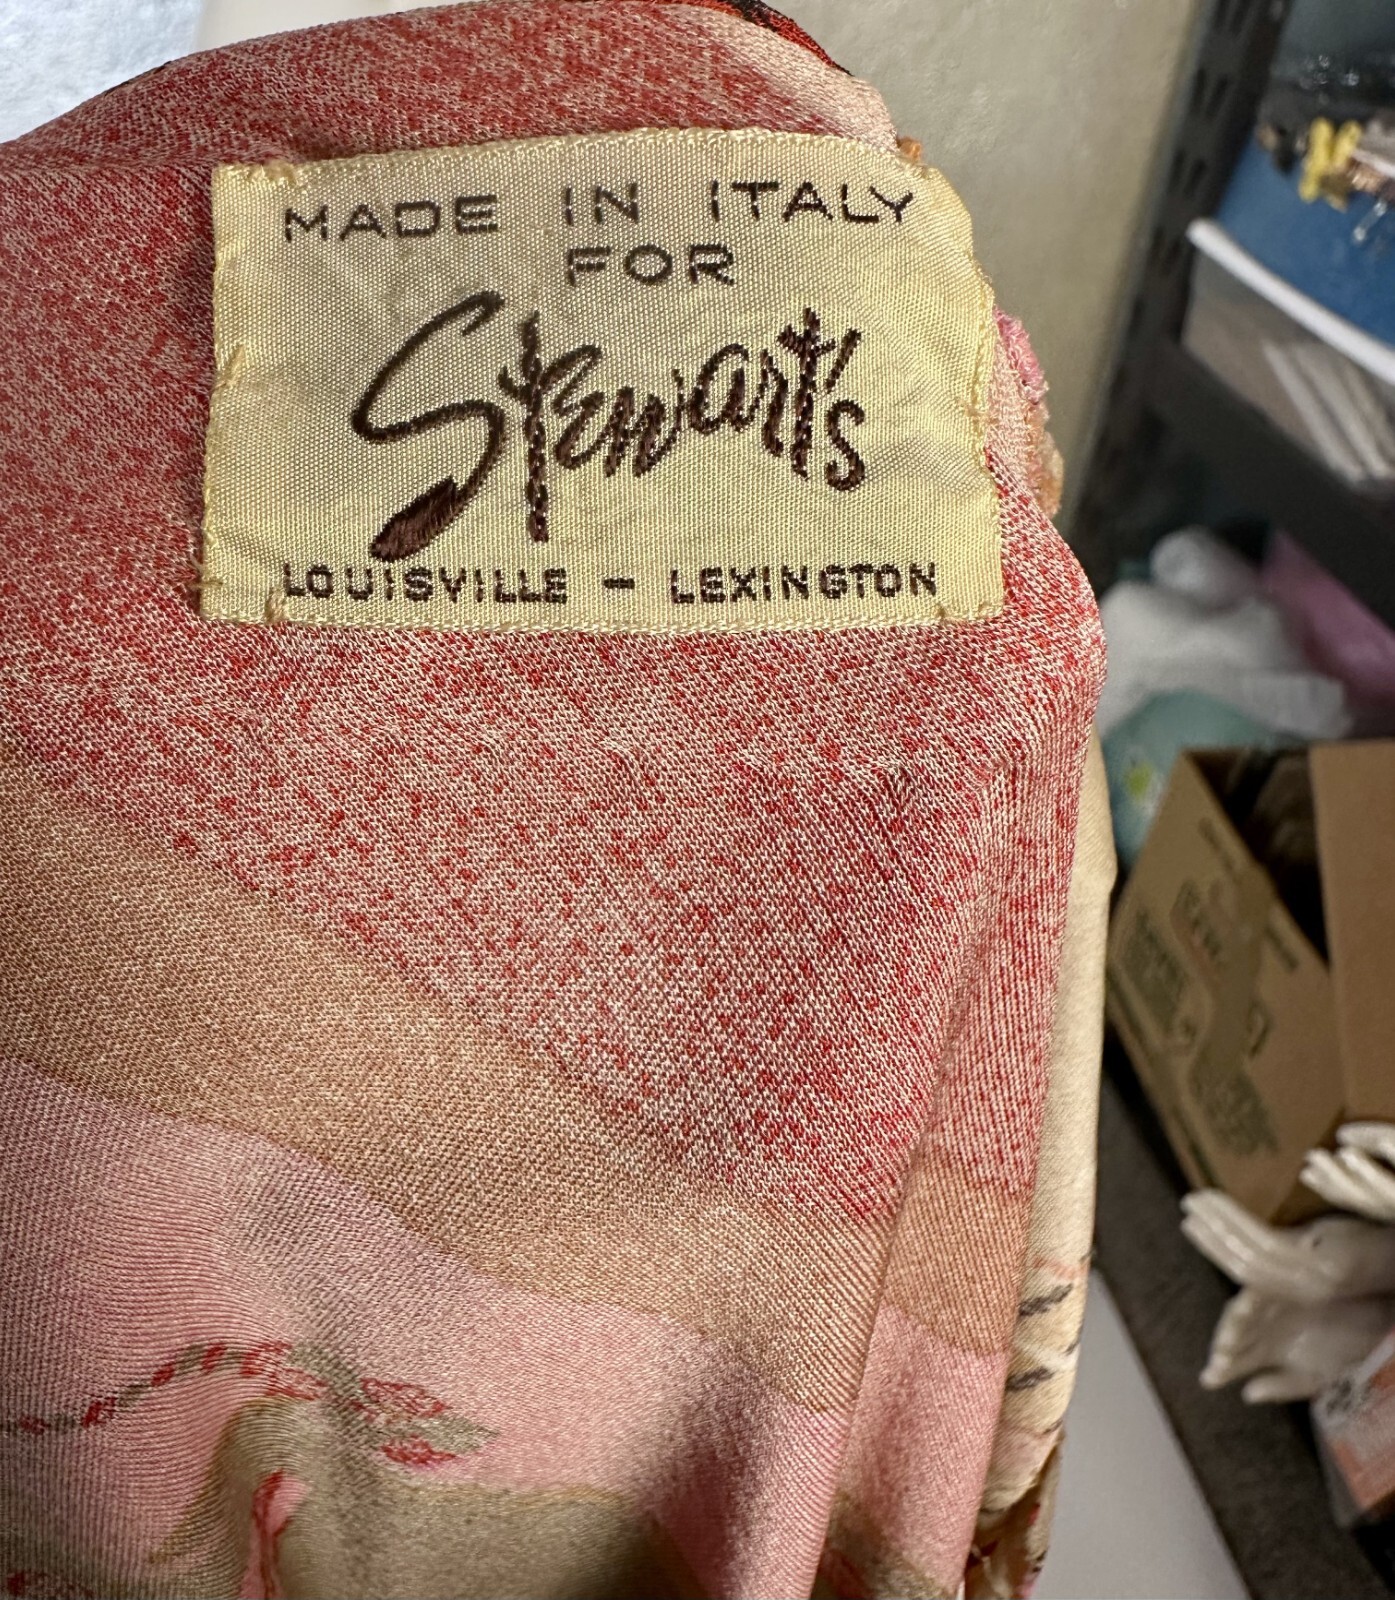 MADE IN ITALY
FOR
Stewart's
LOUISVILLE - LEXINGTON